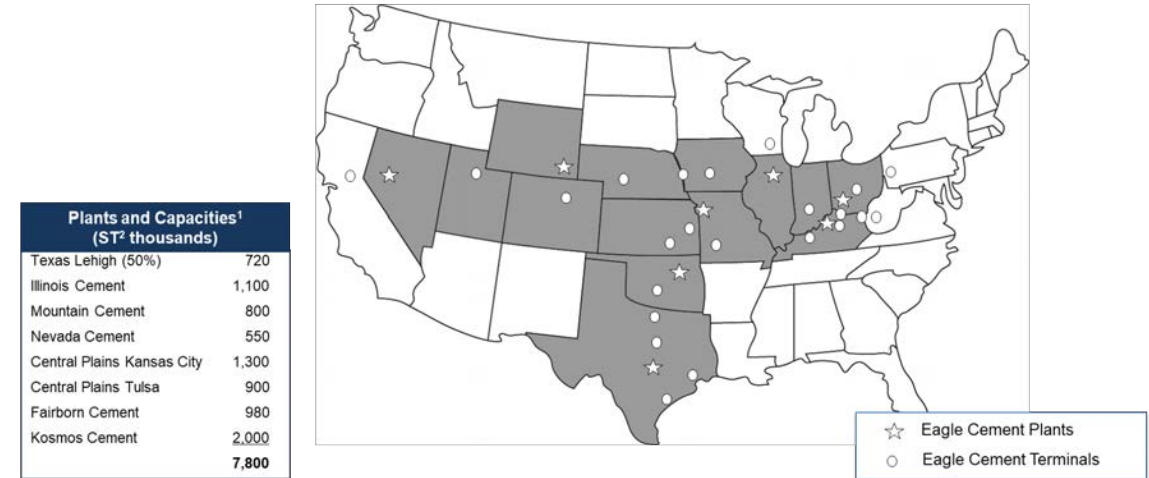 Plants and Capacities1
(ST2 thousands)
Texas Lehigh (50%) 720
Illinois Cement 1,100
Mountain Cement 800
Nevada Cement 550
Central Plains Kansas City 1,300
Central Plains Tulsa 900
Fairborn Cement 980
Kosmos Cement 2,000
7,800
Eagle Cement Plants
Eagle Cement Terminals